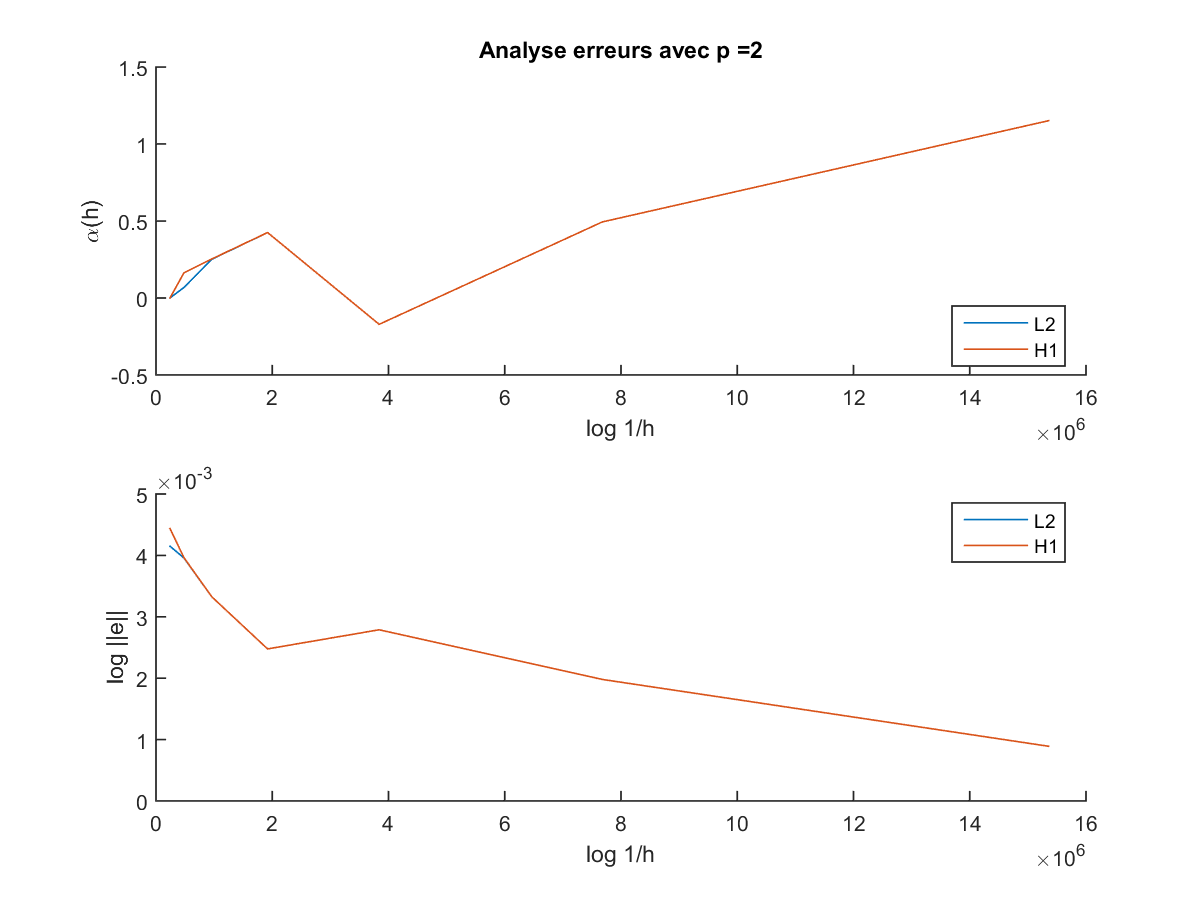 Analyse erreurs avec p =2
1.5
1
0.5
0
-0.5
α(h)
0 2 4 6 8 10 12 14 16
log 1/h
×10^6
L2
H1
×10^-3
5
4
3
2
1
0
log ||e||
0 2 4 6 8 10 12 14 16
log 1/h
×10^6
L2
H1